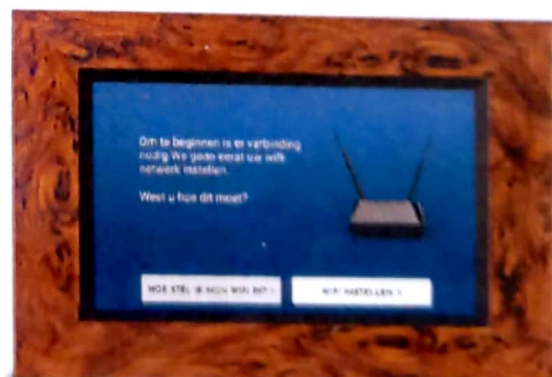 Om te beginnen is er verbinding
nodig. We gaan eerst uw wifi
netwerk instellen.
Weet u hoe dit moet?
HOE STEL IK MIJN WIFI IN?
WIFI INSTELLEN